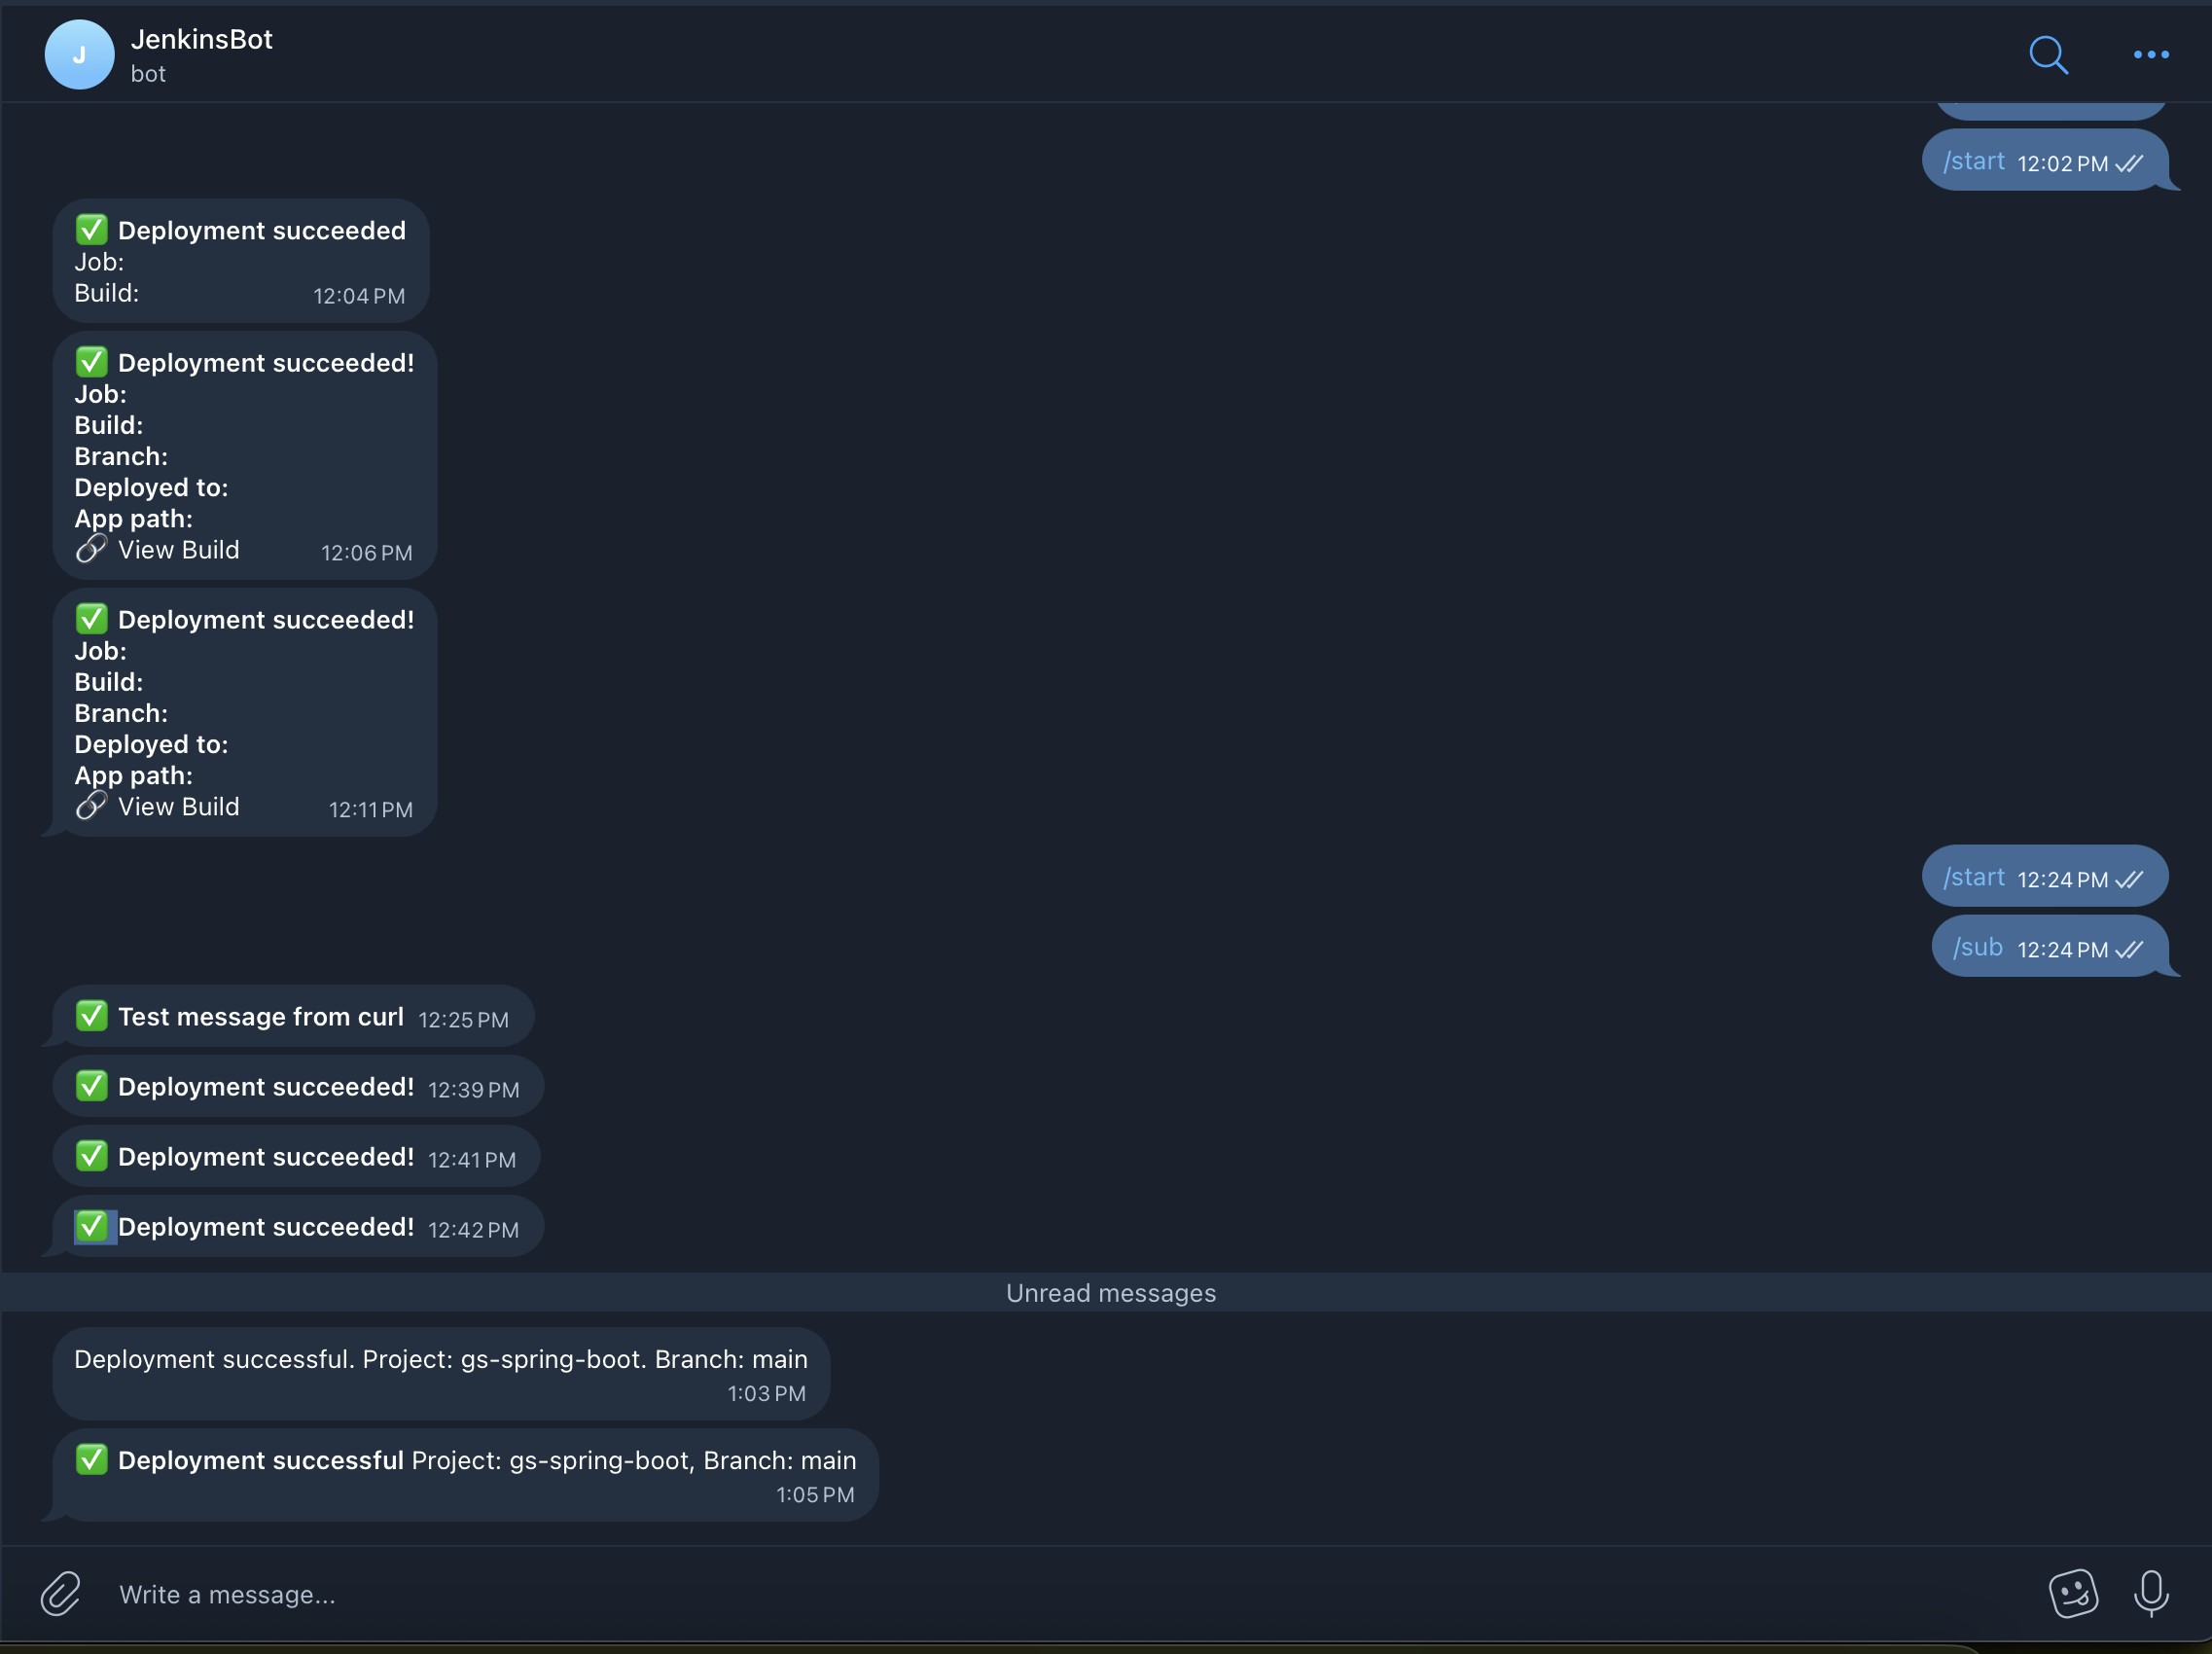 J
JenkinsBot
bot
/start 12:02 PM
✅ Deployment succeeded
Job:
Build: 12:04 PM
✅ Deployment succeeded!
Job:
Build:
Branch:
Deployed to:
App path:
🔗 View Build 12:06 PM
✅ Deployment succeeded!
Job:
Build:
Branch:
Deployed to:
App path:
🔗 View Build 12:11 PM
/start 12:24 PM
/sub 12:24 PM
✅ Test message from curl 12:25 PM
✅ Deployment succeeded! 12:39 PM
✅ Deployment succeeded! 12:41 PM
✅ Deployment succeeded! 12:42 PM
Unread messages
Deployment successful. Project: gs-spring-boot. Branch: main
1:03 PM
✅ Deployment successful Project: gs-spring-boot, Branch: main
1:05 PM
Write a message...